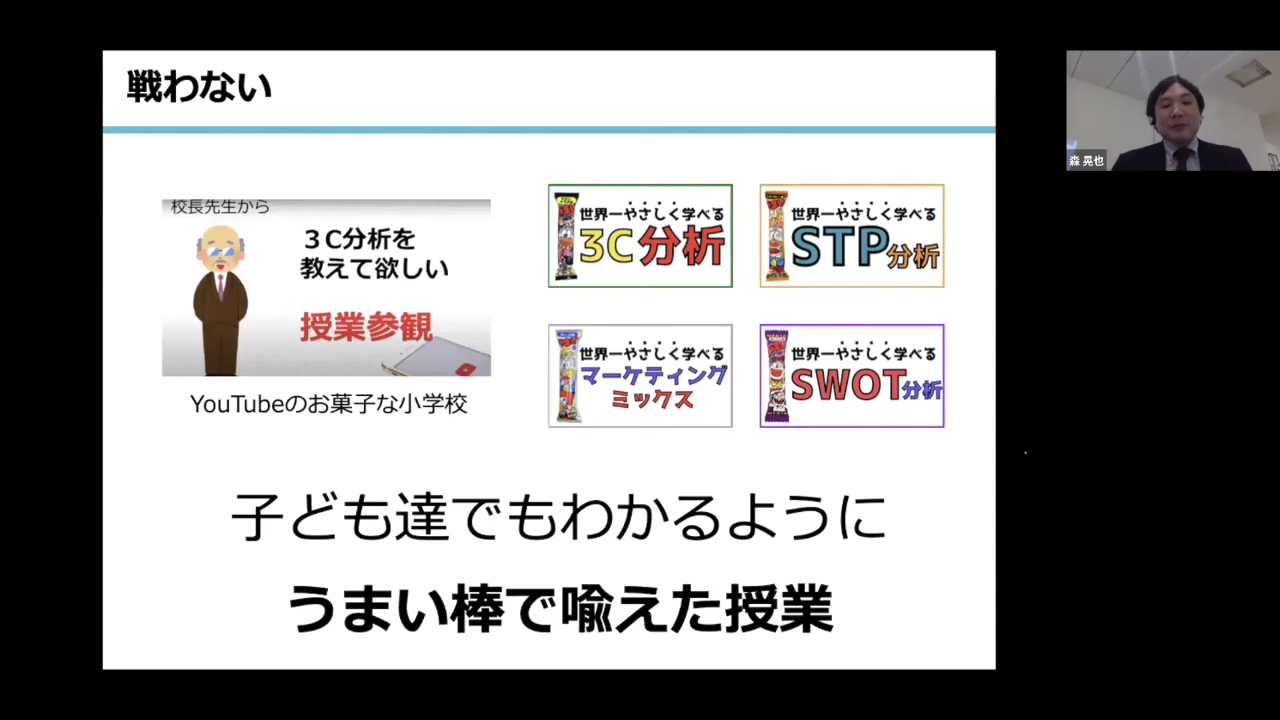 戦わない
校長先生から
３C分析を
教えて欲しい
授業参観
YouTubeのお菓子な小学校
世界一やさしく学べる
3C分析
世界一やさしく学べる
STP分析
世界一やさしく学べる
マーケティング
ミックス
世界一やさしく学べる
SWOT分析
子ども達でもわかるように
うまい棒で喩えた授業
森 晃也